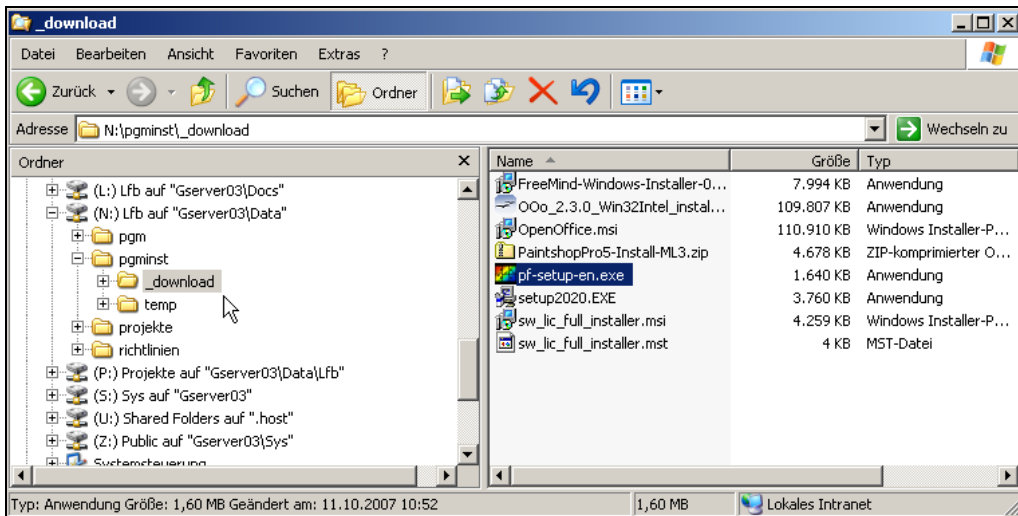 _download
Datei Bearbeiten Ansicht Favoriten Extras ?
Zurück Suchen Ordner
Adresse N:\pgminst\_download Wechseln zu
Ordner
(L:) Lfb auf "Gserver03\Docs"
(N:) Lfb auf "Gserver03\Data"
pgm
pgminst
_download
temp
projekte
richtlinien
(P:) Projekte auf "Gserver03\Data\Lfb"
(S:) Sys auf "Gserver03"
(U:) Shared Folders auf ".host"
(Z:) Public auf "Gserver03\Sys"
Systemsteuerung
Name Größe Typ
FreeMind-Windows-Installer-0... 7.994 KB Anwendung
OOo_2.3.0_Win32Intel_instal... 109.807 KB Anwendung
OpenOffice.msi 110.910 KB Windows Installer-P...
PaintshopPro5-Install-ML3.zip 4.678 KB ZIP-komprimierter O...
pf-setup-en.exe 1.640 KB Anwendung
setup2020.EXE 3.760 KB Anwendung
sw_lic_full_installer.msi 4.259 KB Windows Installer-P...
sw_lic_full_installer.mst 4 KB MST-Datei
Typ: Anwendung Größe: 1,60 MB Geändert am: 11.10.2007 10:52 1,60 MB Lokales Intranet